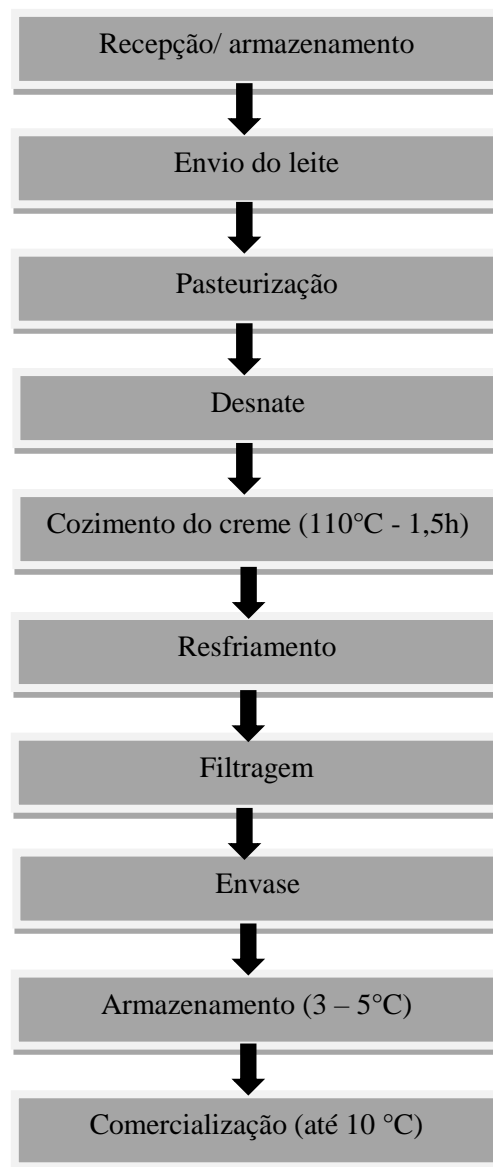 Recepção/ armazenamento
Envio do leite
Pasteurização
Desnate
Cozimento do creme (110°C - 1,5h)
Resfriamento
Filtragem
Envase
Armazenamento (3 – 5°C)
Comercialização (até 10 °C)